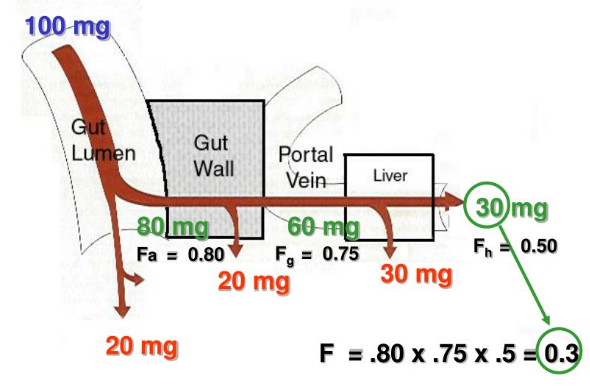 100 mg
Gut
Lumen
Gut
Wall
Portal
Vein
Liver
80 mg
60 mg
30 mg
Fa = 0.80
Fg = 0.75
Fh = 0.50
20 mg
30 mg
20 mg
F = .80 x .75 x .5 = 0.3